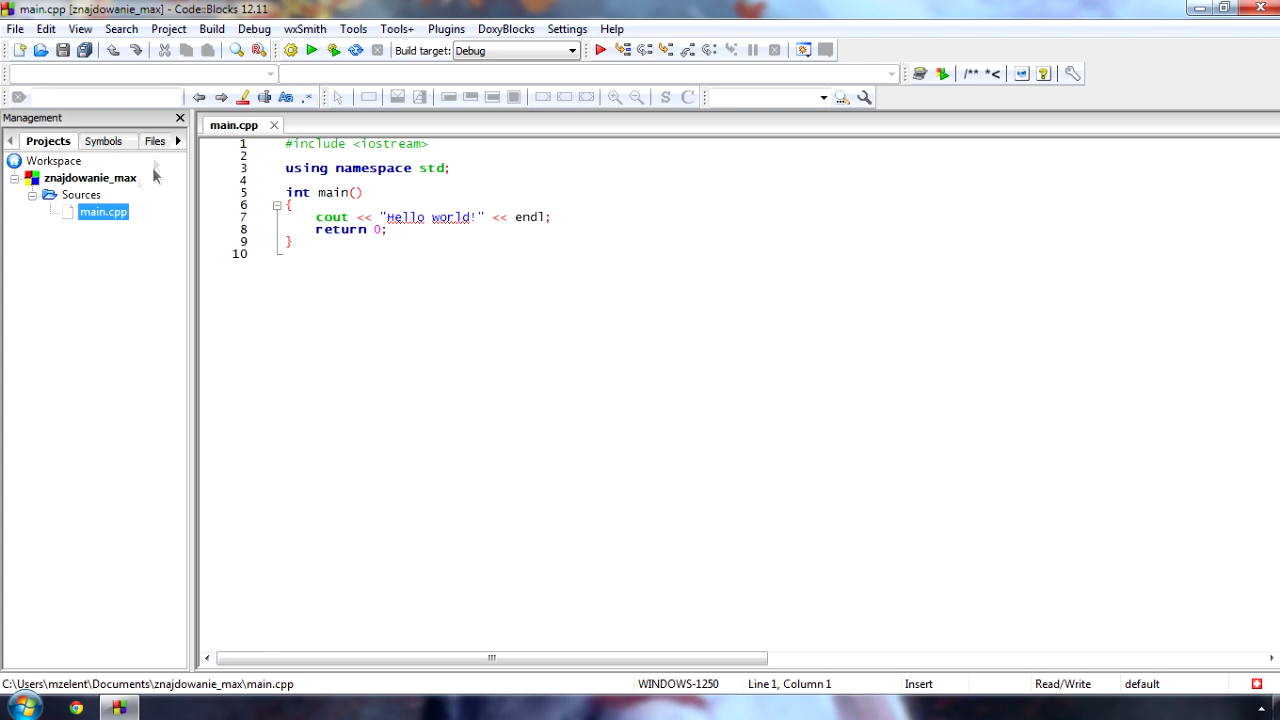 main.cpp [znajdowanie_max] - Code::Blocks 12.11
File Edit View Search Project Build Debug wxSmith Tools Tools+ Plugins DoxyBlocks Settings Help
Build target: Debug
/** *<
S C
Management
Projects Symbols Files
Workspace
znajdowanie_max
Sources
main.cpp
main.cpp
1 #include <iostream>
2
3 using namespace std;
4
5 int main()
6 {
7 cout << "Hello world!" << endl;
8 return 0;
9 }
10
C:\Users\mzelent\Documents\znajdowanie_max\main.cpp WINDOWS-1250 Line 1, Column 1 Insert Read/Write default